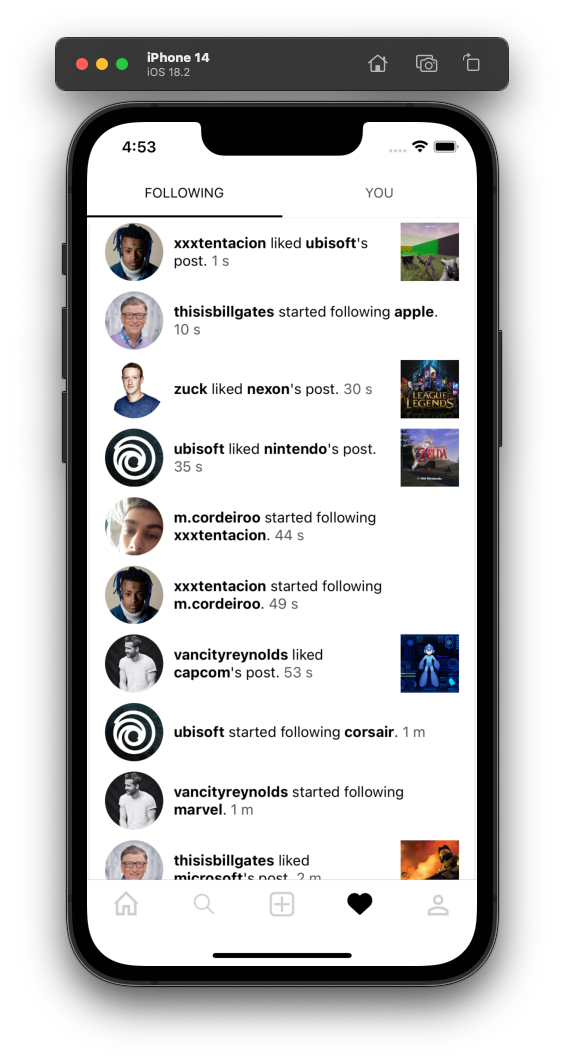 iPhone 14
iOS 18.2
4:53
FOLLOWING
YOU
xxxtentacion liked ubisoft's
post. 1 s
thisisbillgates started following apple.
10 s
zuck liked nexon's post. 30 s
LEAGUE OF
LEGENDS
ubisoft liked nintendo's post.
35 s
ZELDA
m.cordeiroo started following
xxxtentacion. 44 s
xxxtentacion started following
m.cordeiroo. 49 s
vancityreynolds liked
capcom's post. 53 s
ubisoft started following corsair. 1 m
vancityreynolds started following
marvel. 1 m
thisisbillgates liked
microsoft's post. 2 m